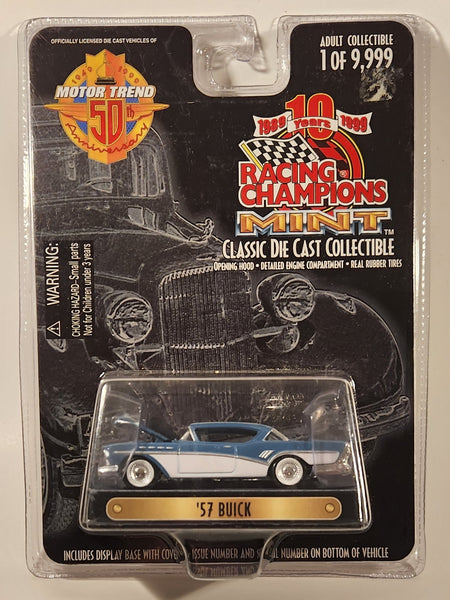 OFFICIALLY LICENSED DIE CAST VEHICLES OF
1949 1999
MOTOR TREND
50th
Anniversary
ADULT COLLECTIBLE
1 OF 9,999
10
1989 Years 1999
RACING
CHAMPIONS
MINT™
CLASSIC DIE CAST COLLECTIBLE
OPENING HOOD • DETAILED ENGINE COMPARTMENT • REAL RUBBER TIRES
WARNING:
CHOKING HAZARD–Small parts
Not for Children under 3 years
'57 BUICK
INCLUDES DISPLAY BASE WITH ISSUE NUMBER AND NUMBER ON BOTTOM OF VEHICLE